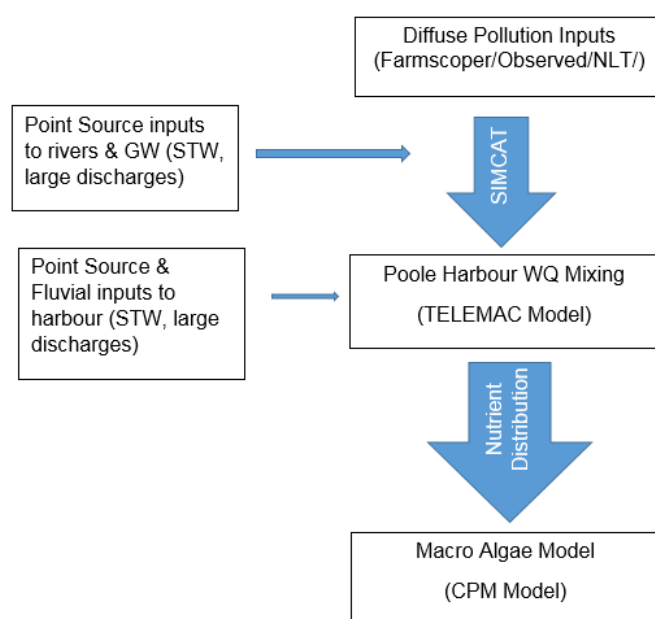 Diffuse Pollution Inputs
(Farmscoper/Observed/NLT/)
Point Source inputs
to rivers & GW (STW,
large discharges)
SIMCAT
Point Source &
Fluvial inputs to
harbour (STW, large
discharges)
Poole Harbour WQ Mixing
(TELEMAC Model)
Nutrient
Distribution
Macro Algae Model
(CPM Model)